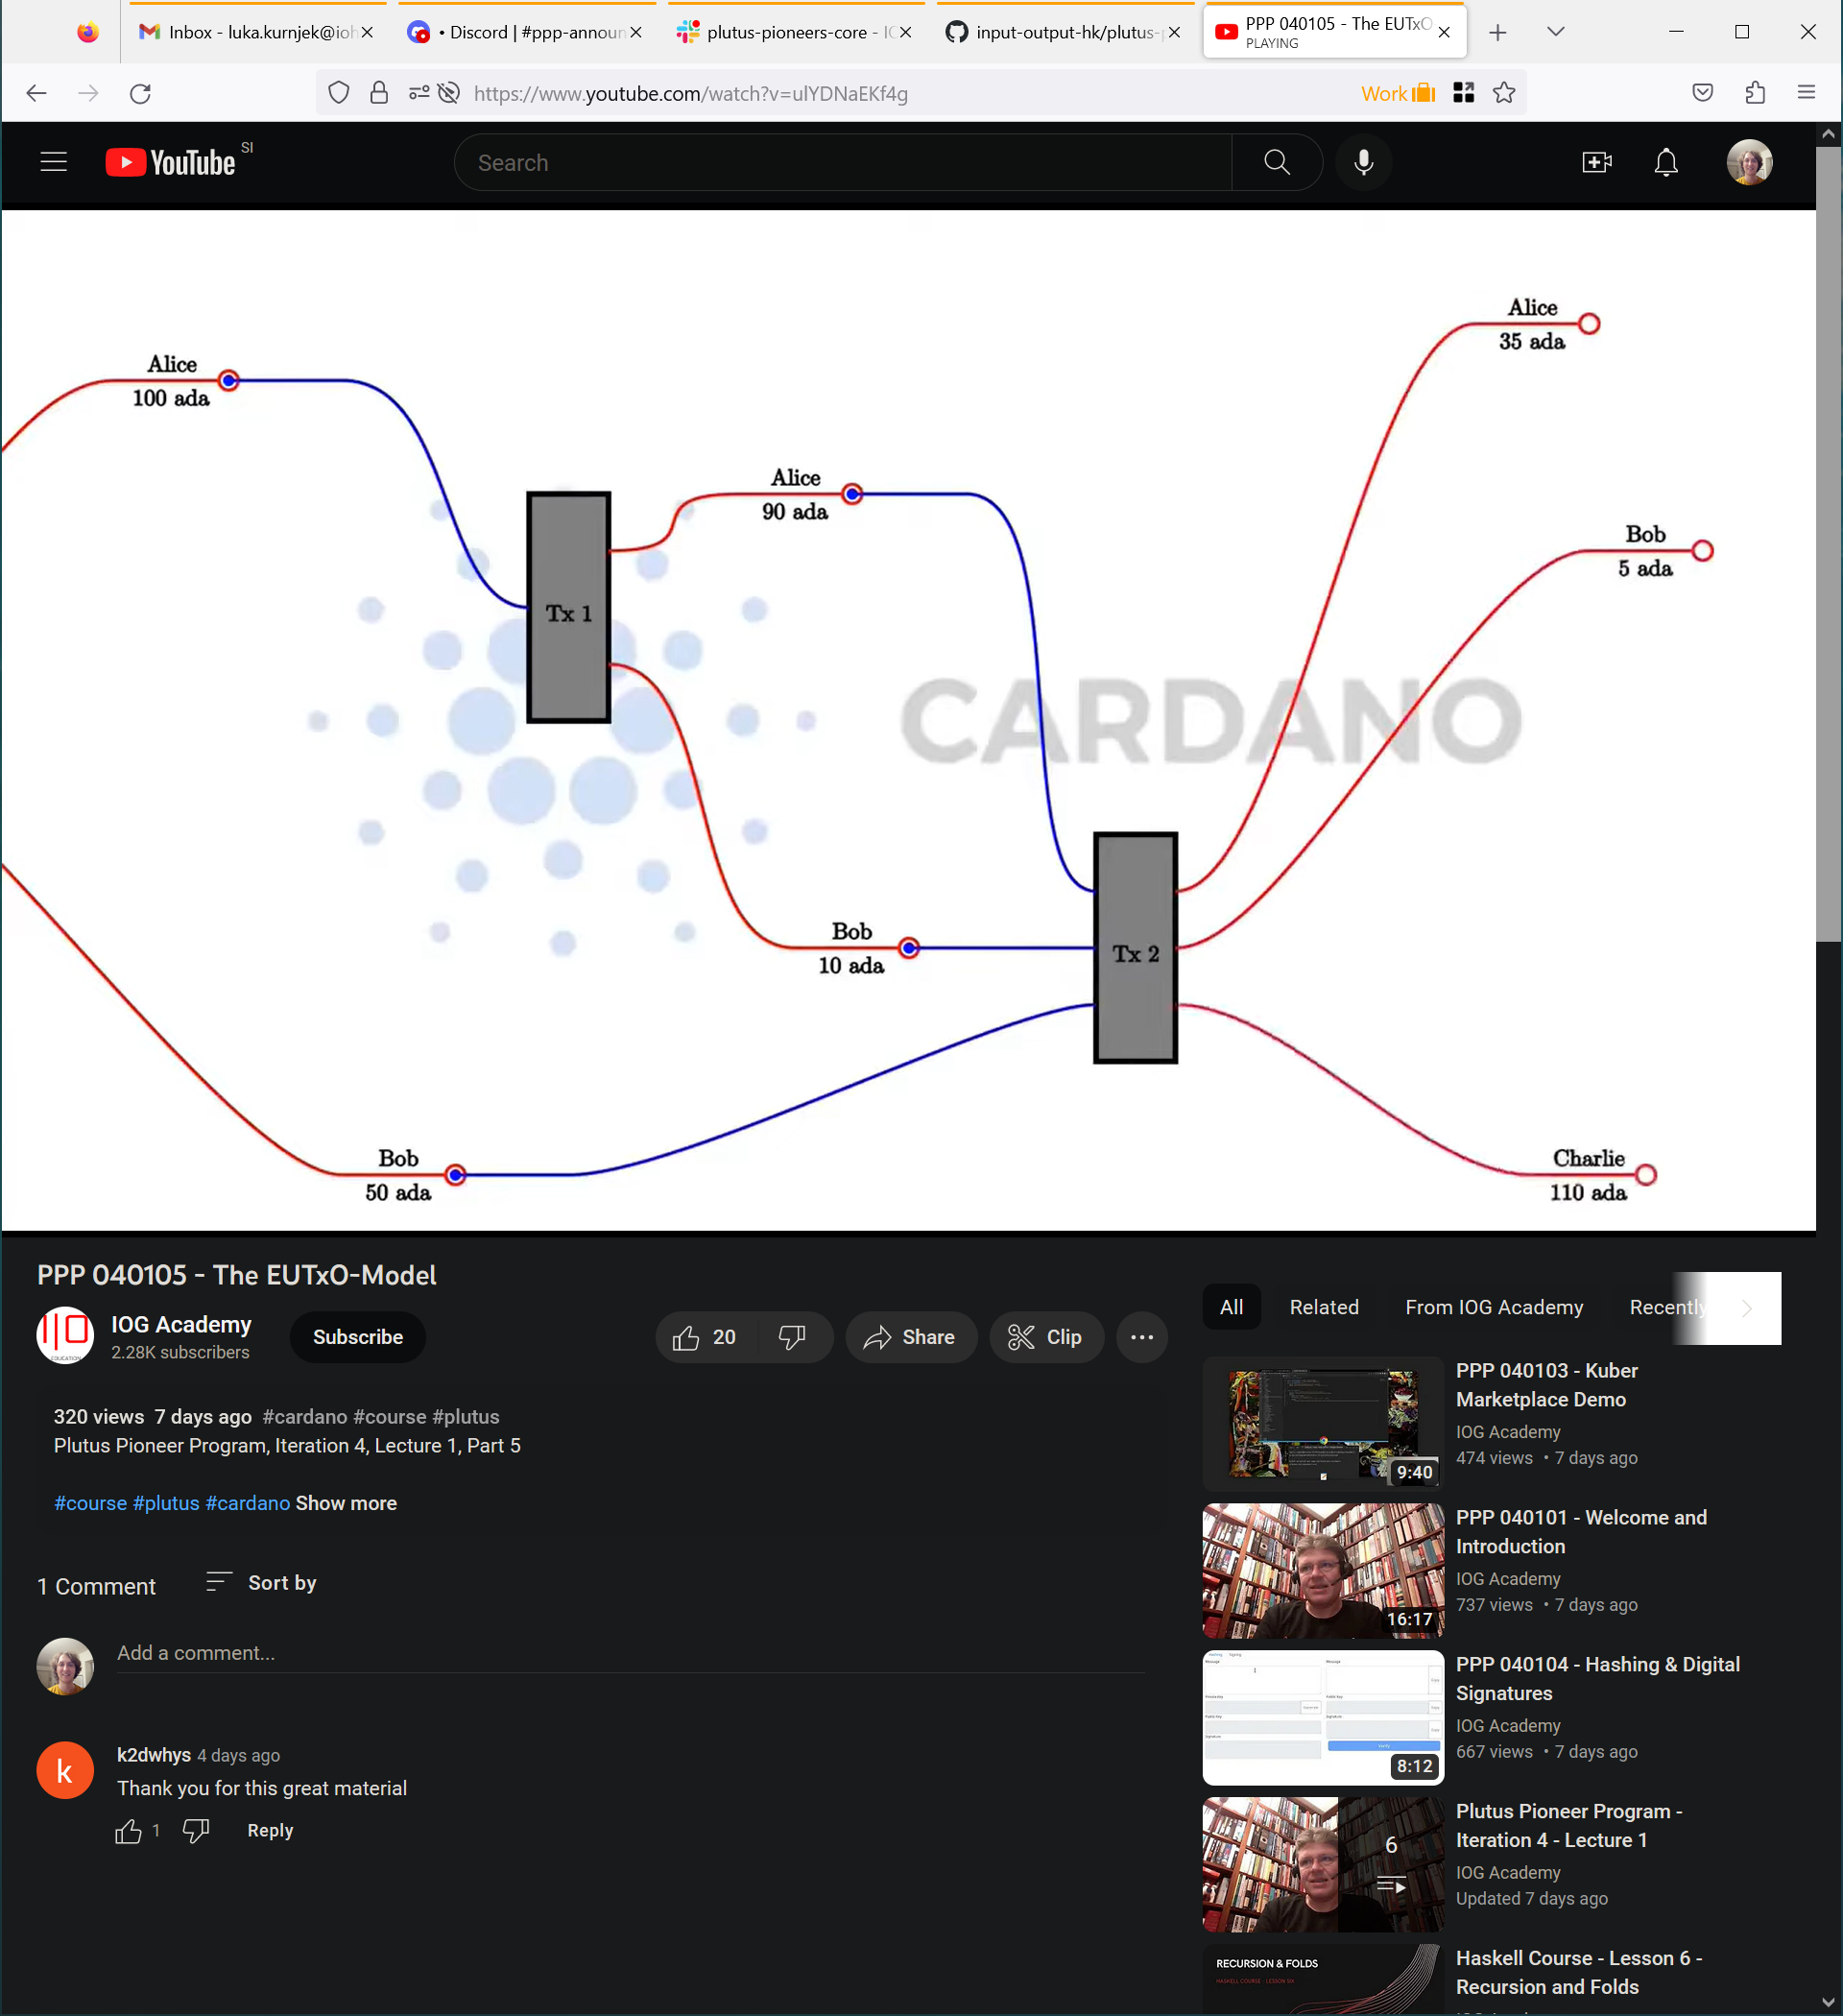 Inbox - luka.kurnjek@ioh
• Discord | #ppp-announ
plutus-pioneers-core - IO
input-output-hk/plutus-p
PPP 040105 - The EUTxO
PLAYING
https://www.youtube.com/watch?v=ulYDNaEKf4g
Work
YouTube SI
Search
Alice
35 ada
Alice
100 ada
Alice
90 ada
Bob
5 ada
Tx 1
CARDANO
Bob
10 ada
Tx 2
Bob
50 ada
Charlie
110 ada
PPP 040105 - The EUTxO-Model
IOG Academy
2.28K subscribers
Subscribe
20
Share
Clip
320 views 7 days ago #cardano #course #plutus
Plutus Pioneer Program, Iteration 4, Lecture 1, Part 5
#course #plutus #cardano Show more
1 Comment
Sort by
Add a comment...
k
k2dwhys 4 days ago
Thank you for this great material
1
Reply
All
Related
From IOG Academy
Recently
9:40
PPP 040103 - Kuber
Marketplace Demo
IOG Academy
474 views • 7 days ago
16:17
PPP 040101 - Welcome and
Introduction
IOG Academy
737 views • 7 days ago
8:12
PPP 040104 - Hashing & Digital
Signatures
IOG Academy
667 views • 7 days ago
6
Plutus Pioneer Program -
Iteration 4 - Lecture 1
IOG Academy
Updated 7 days ago
RECURSION & FOLDS
HASKELL COURSE - LESSON SIX
Haskell Course - Lesson 6 -
Recursion and Folds